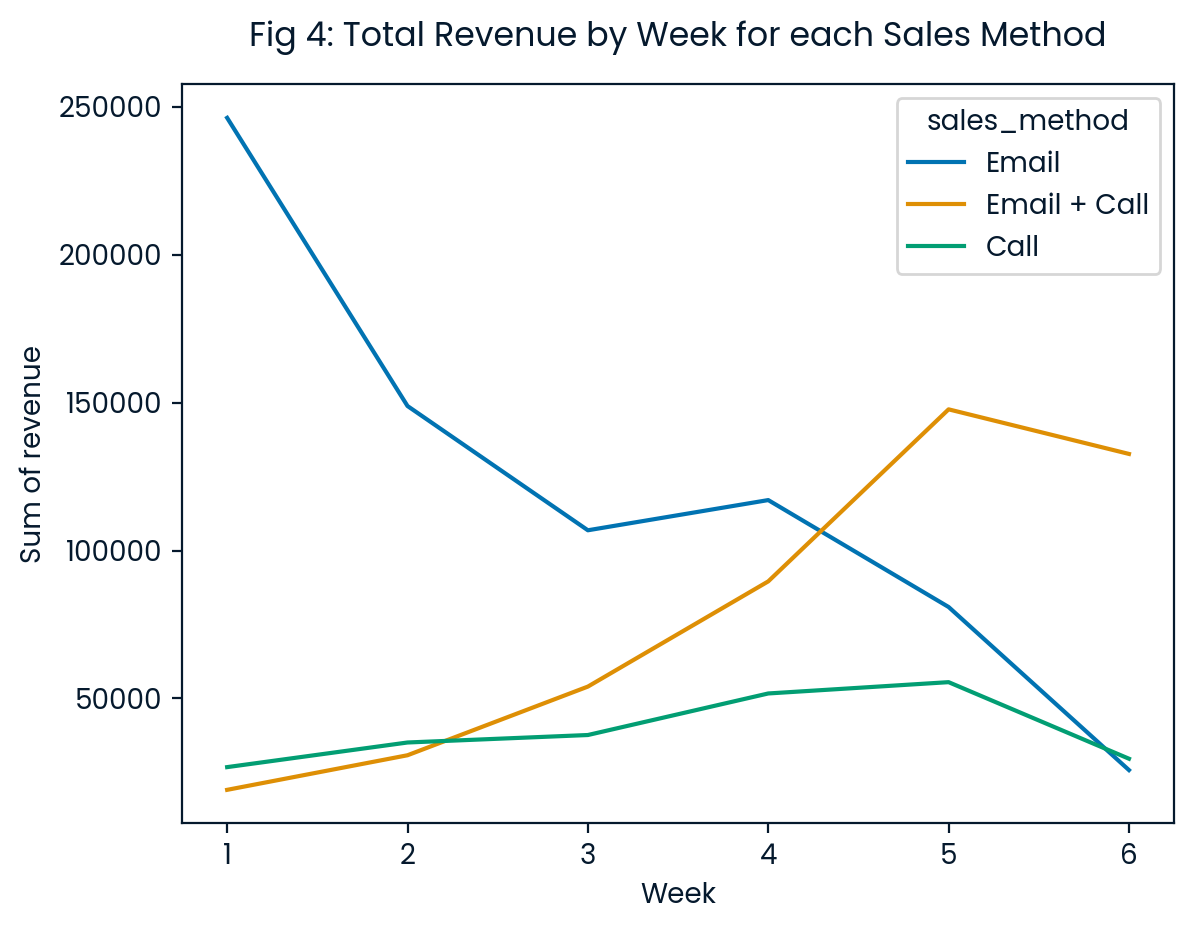 Fig 4: Total Revenue by Week for each Sales Method
250000
200000
150000
100000
50000
Sum of revenue
sales_method
Email
Email + Call
Call
1 2 3 4 5 6
Week